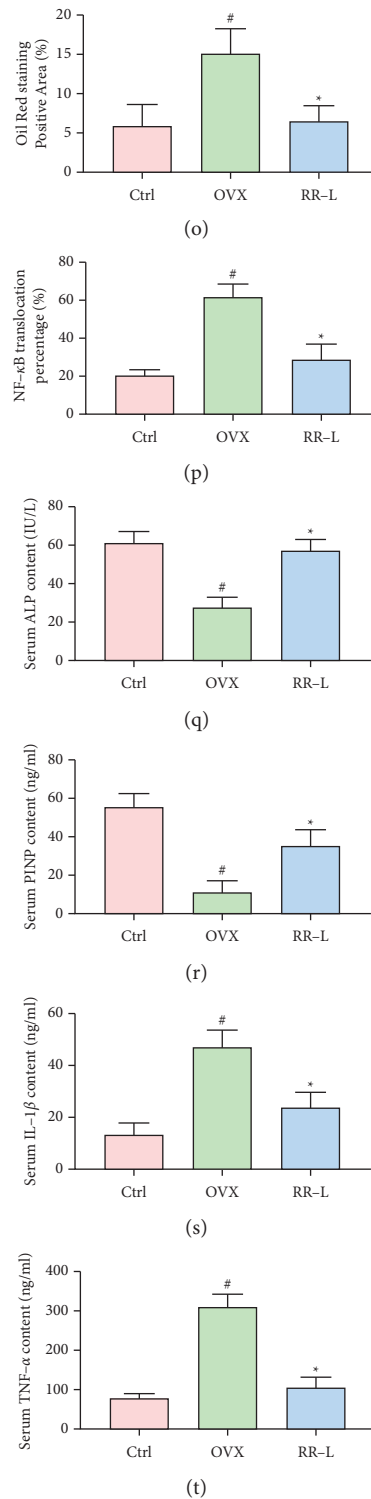 Oil Red staining
Positive Area (%)
20
15
10
5
0
#
*
Ctrl OVX RR–L
(o)
NF–κB translocation
percentage (%)
80
60
40
20
0
#
*
Ctrl OVX RR–L
(p)
Serum ALP content (IU/L)
80
60
40
20
0
#
*
Ctrl OVX RR–L
(q)
Serum PINP content (ng/ml)
80
60
40
20
0
#
*
Ctrl OVX RR–L
(r)
Serum IL–1β content (ng/ml)
60
40
20
0
#
*
Ctrl OVX RR–L
(s)
Serum TNF–α content (ng/ml)
400
300
200
100
0
#
*
Ctrl OVX RR–L
(t)